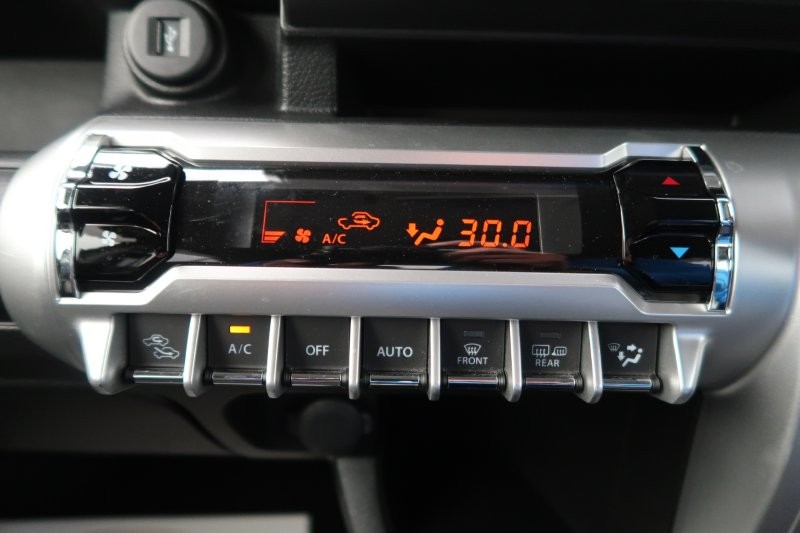 A/C 30.0
A/C OFF AUTO FRONT REAR